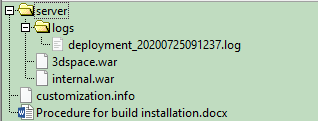 server
logs
deployment_20200725091237.log
3dspace.war
internal.war
customization.info
Procedure for build installation.docx